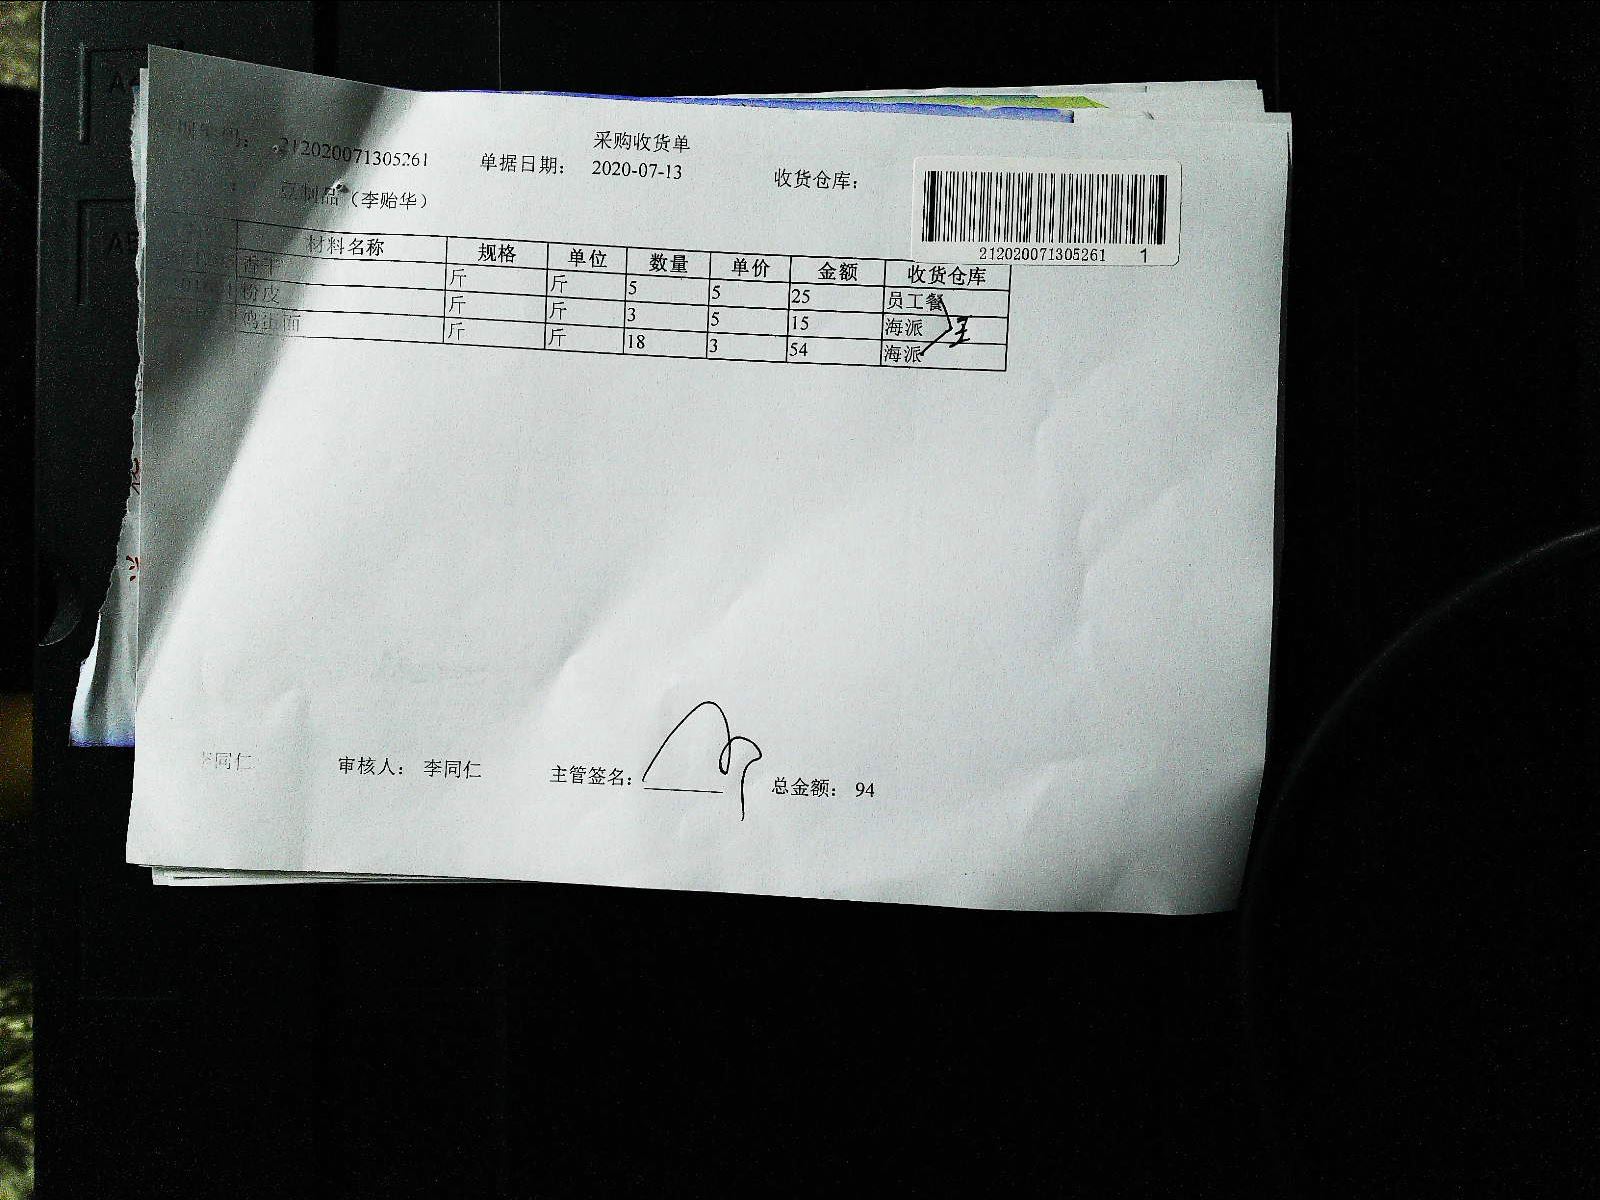 采购收货单
212020071305261 单据日期： 2020-07-13 收货仓库：
豆制品（李贻华）
212020071305261 1
材料名称 规格 单位 数量 单价 金额 收货仓库
香干 斤 斤 5 5 25 员工餐
粉皮 斤 斤 3 5 15 海派
鸡蛋面 斤 斤 18 3 54 海派
王
李同仁 审核人： 李同仁 主管签名： 总金额： 94